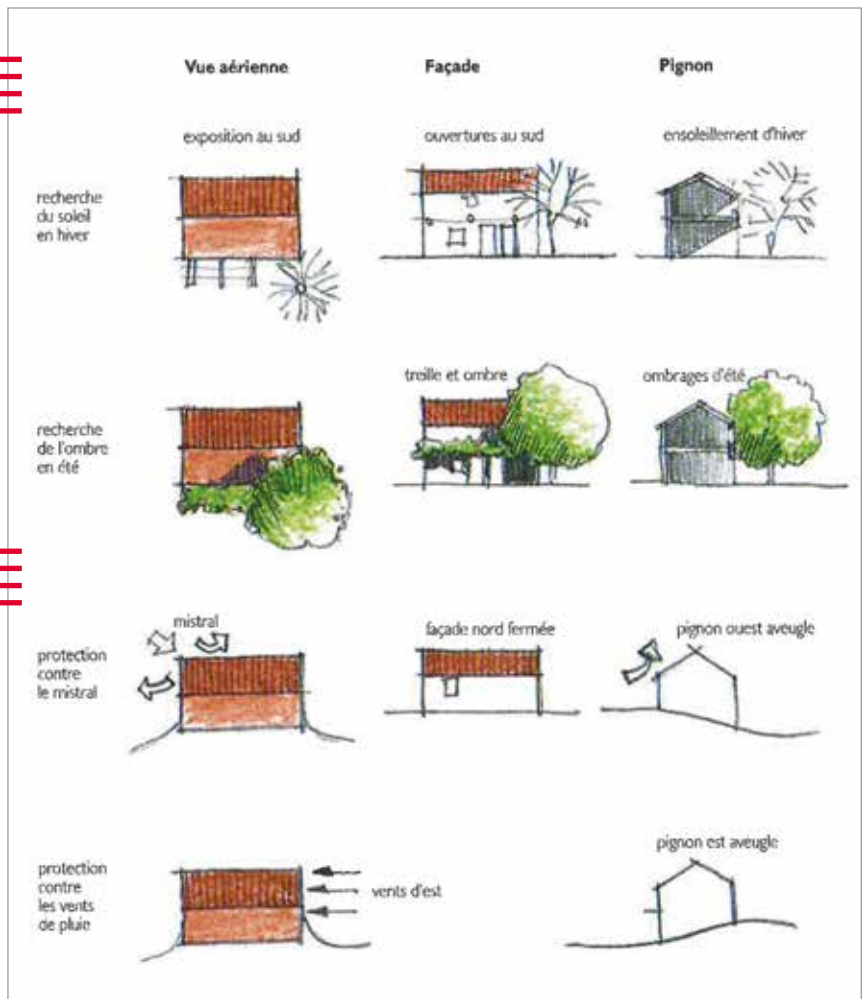 Vue aérienne
Façade
Pignon
exposition au sud
ouvertures au sud
ensoleillement d'hiver
recherche
du soleil
en hiver
treille et ombre
ombrages d'été
recherche
de l'ombre
en été
mistral
façade nord fermée
pignon ouest aveugle
protection
contre
le mistral
pignon est aveugle
protection
contre
les vents
de pluie
vents d'est